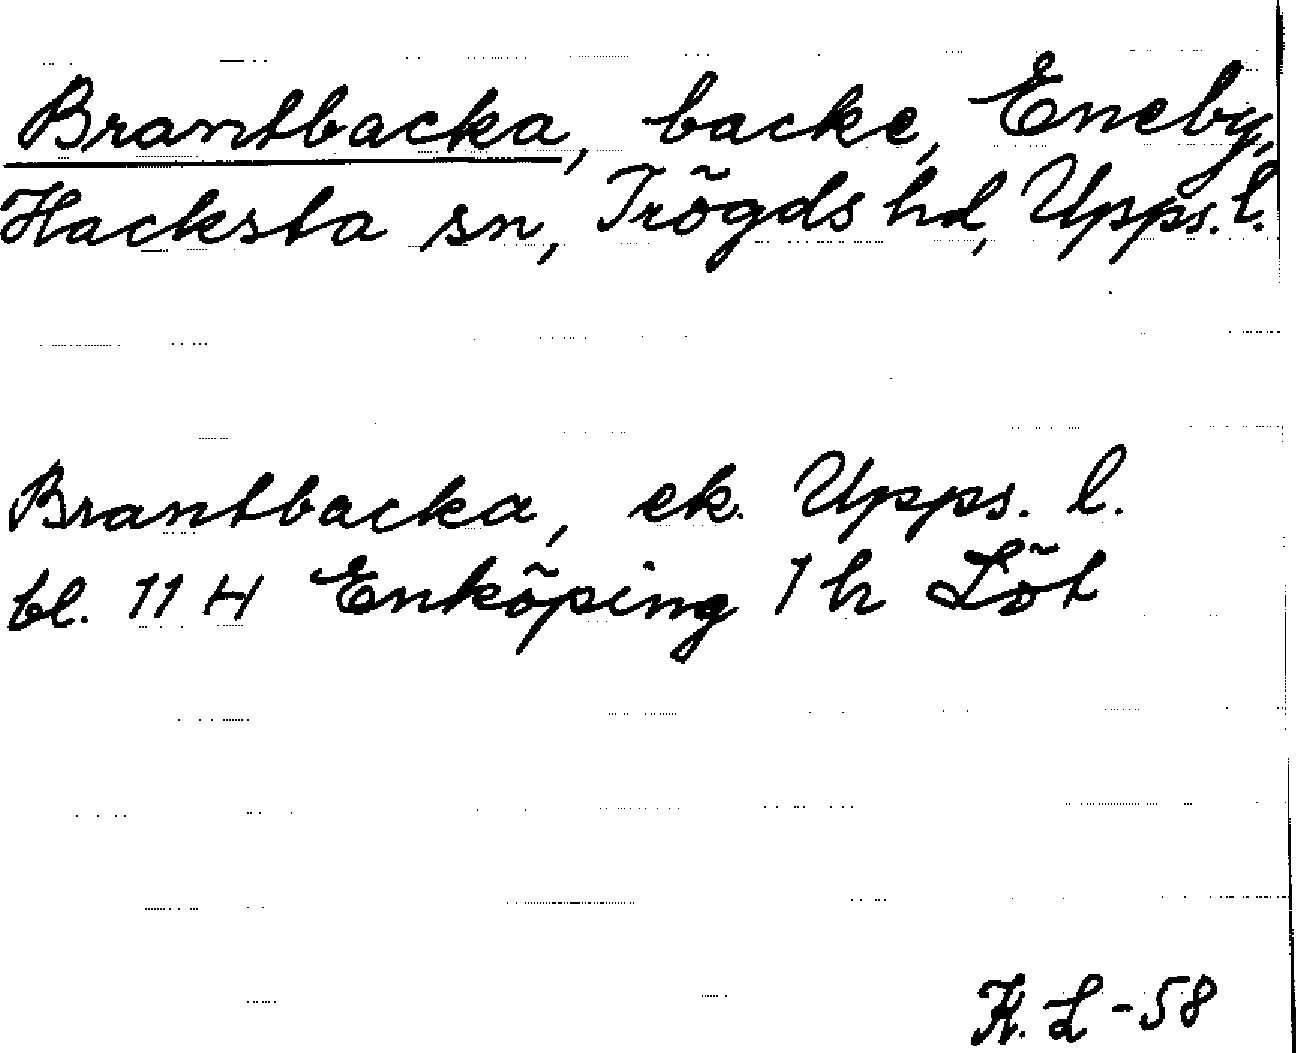 Brantbacka, backe, Eneby,
Hacksta sn, Trögds hd, Upps. l.
Brantbacka, ek. Upps. l.
bl. 11 H Enköping 1 h Löt
K. L - 58